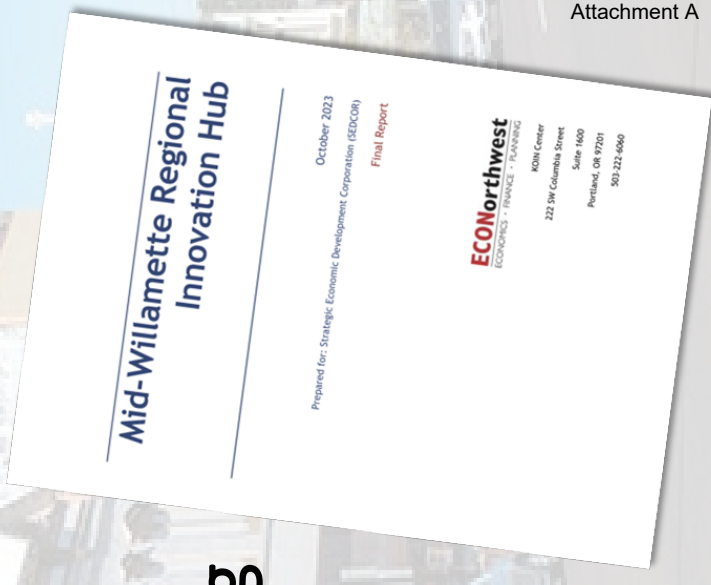 Attachment A
Mid-Willamette Regional
Innovation Hub
October 2023
Prepared for: Strategic Economic Development Corporation (SEDCOR)
Final Report
ECONorthwest
ECONOMICS • FINANCE • PLANNING
KOIN Center
222 SW Columbia Street
Suite 1600
Portland, OR 97201
503-222-6060